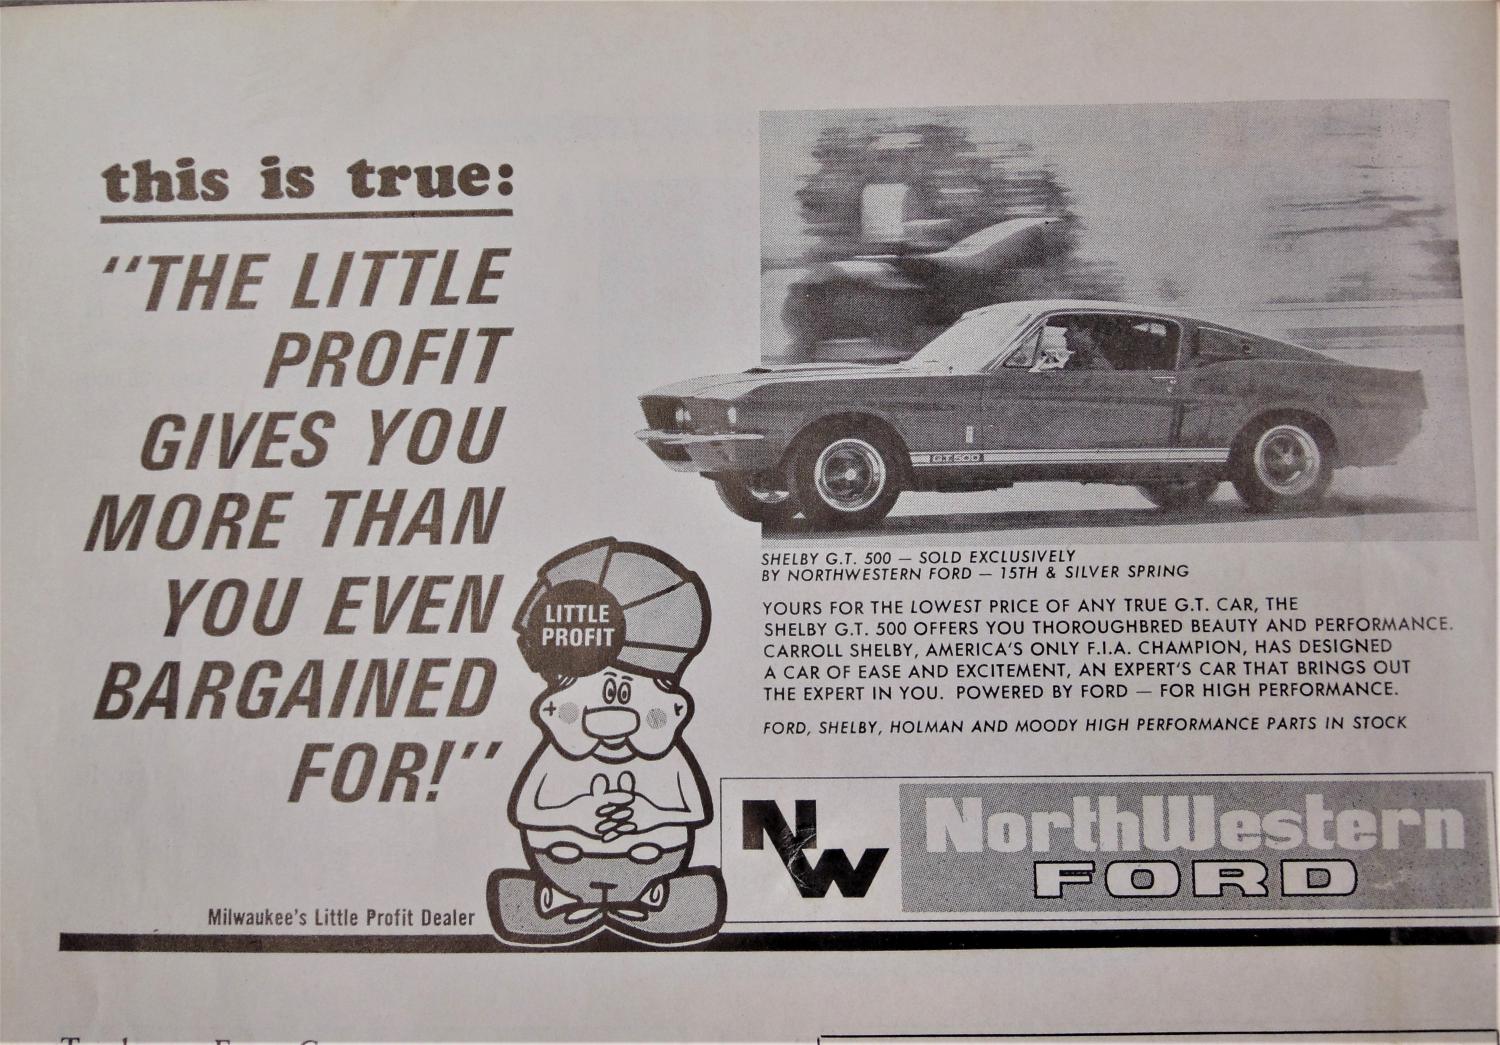 this is true:
"THE LITTLE
PROFIT
GIVES YOU
MORE THAN
YOU EVEN
BARGAINED
FOR!"
LITTLE
PROFIT
Milwaukee's Little Profit Dealer
G.T. 500
SHELBY G.T. 500 — SOLD EXCLUSIVELY
BY NORTHWESTERN FORD — 15TH & SILVER SPRING
YOURS FOR THE LOWEST PRICE OF ANY TRUE G.T. CAR, THE
SHELBY G.T. 500 OFFERS YOU THOROUGHBRED BEAUTY AND PERFORMANCE.
CARROLL SHELBY, AMERICA'S ONLY F.I.A. CHAMPION, HAS DESIGNED
A CAR OF EASE AND EXCITEMENT, AN EXPERT'S CAR THAT BRINGS OUT
THE EXPERT IN YOU. POWERED BY FORD — FOR HIGH PERFORMANCE.
FORD, SHELBY, HOLMAN AND MOODY HIGH PERFORMANCE PARTS IN STOCK
NW
NorthWestern
FORD